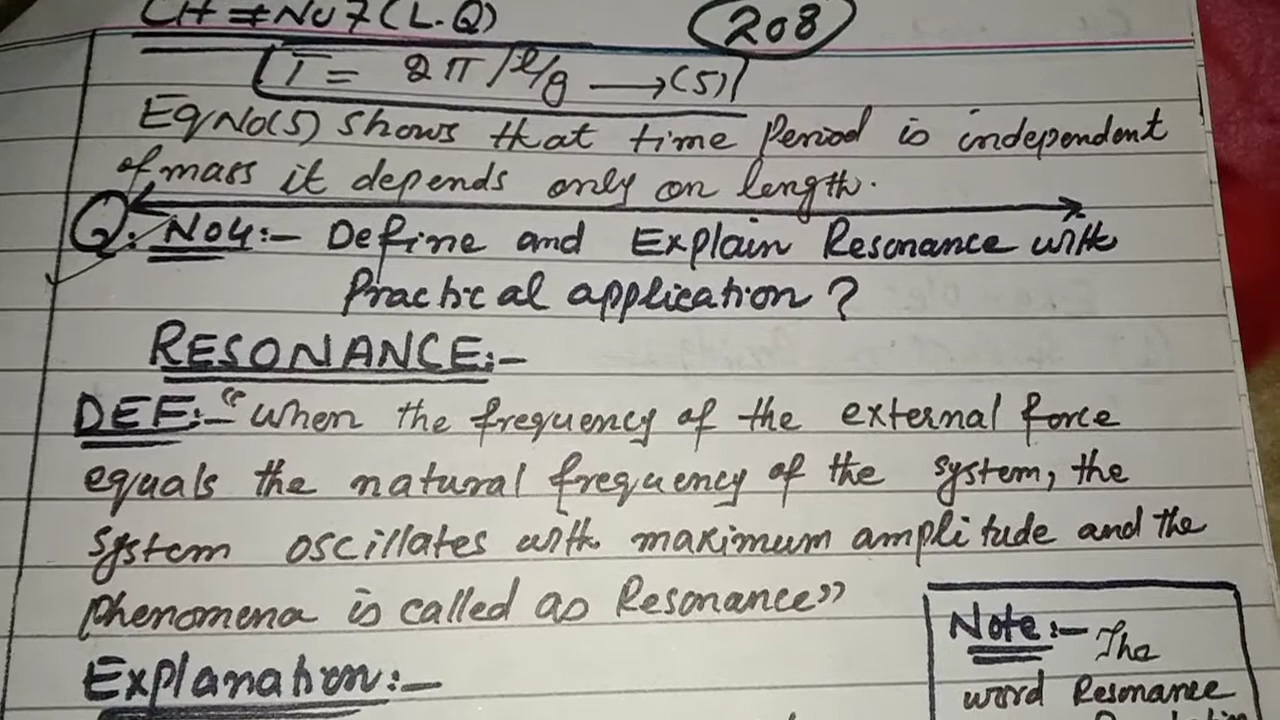 CH # No 7 (L.Q)
208
T = 2π √l/g → (5)
Eq No(5) shows that time Period is independent
of mass it depends only on length.
Q. No4:- Define and Explain Resonance with
Practical application ?
RESONANCE:-
DEF:- "When the frequency of the external force
equals the natural frequency of the system, the
system oscillates with maximum amplitude and the
Phenomena is called as Resonance"
Explanation:-
Note:- The
word Resonance